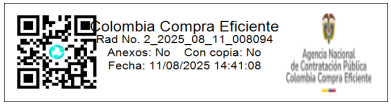 Colombia Compra Eficiente
Rad No. 2_2025_08_11_008094
Anexos: No Con copia: No
Fecha: 11/08/2025 14:41:08
Agencia Nacional
de Contratación Pública
Colombia Compra Eficiente